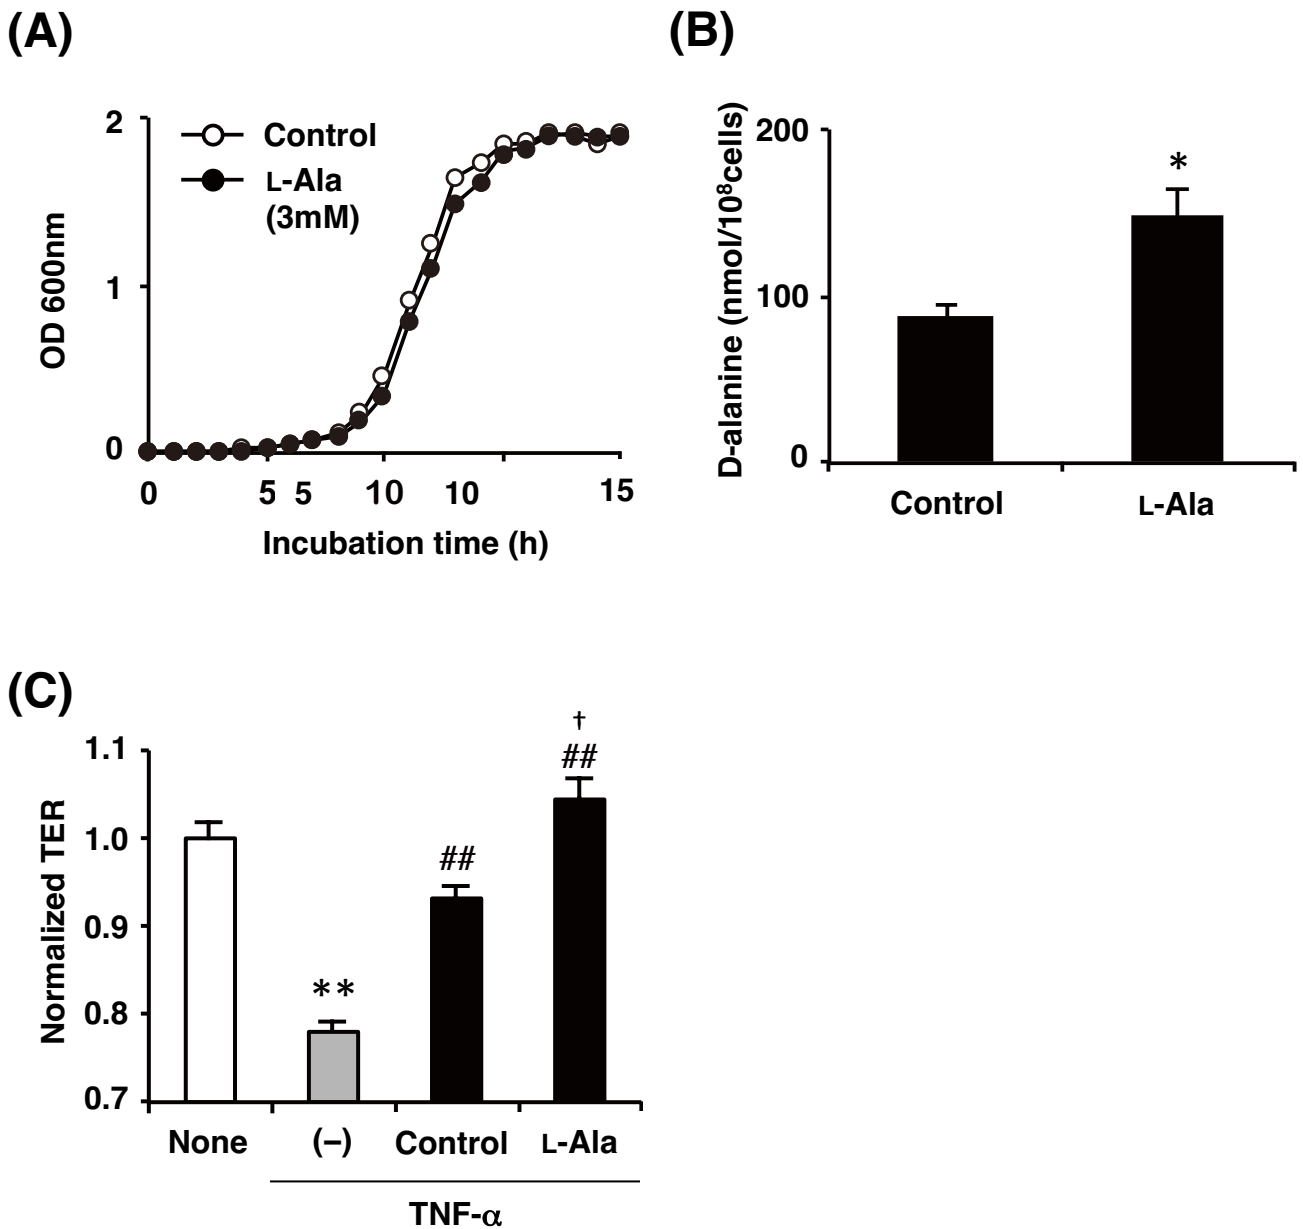 (A)
2
1
0
OD 600nm
Control
L-Ala
(3mM)
0 5 5 10 10 15
Incubation time (h)
(B)
200
100
0
D-alanine (nmol/10⁸cells)
*
Control L-Ala
(C)
1.1
1.0
0.9
0.8
0.7
Normalized TER
**
##
†
##
None (–) Control L-Ala
TNF-α